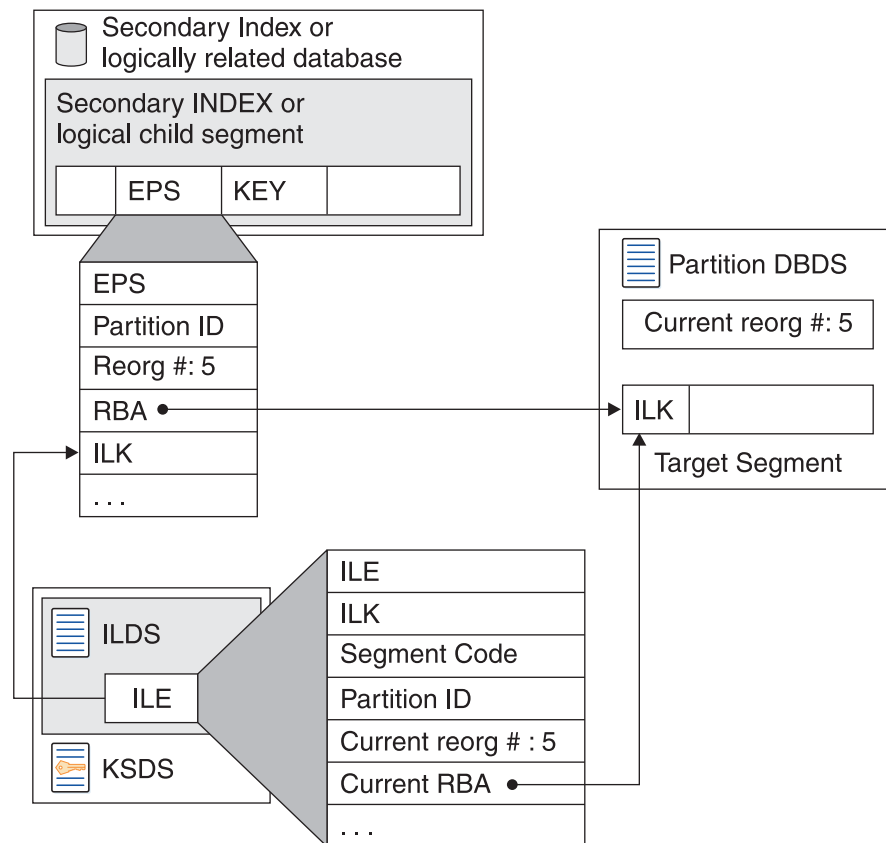 Secondary Index or
logically related database
Secondary INDEX or
logical child segment
EPS KEY
EPS
Partition ID
Reorg #: 5
RBA
ILK
. . .
Partition DBDS
Current reorg #: 5
ILK
Target Segment
ILDS
ILE
KSDS
ILE
ILK
Segment Code
Partition ID
Current reorg # : 5
Current RBA
. . .